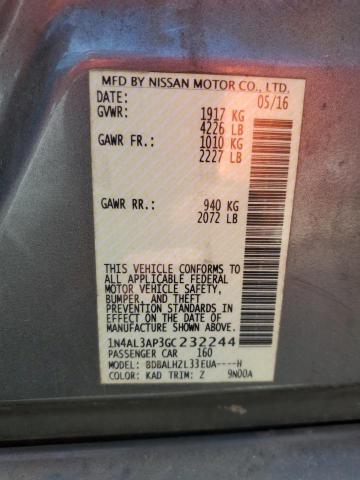 MFD BY NISSAN MOTOR CO., LTD.
DATE: 05/16
GVWR: 1917 KG
4226 LB
GAWR FR.: 1010 KG
2227 LB
GAWR RR.: 940 KG
2072 LB
THIS VEHICLE CONFORMS TO
ALL APPLICABLE FEDERAL
MOTOR VEHICLE SAFETY,
BUMPER, AND THEFT
PREVENTION STANDARDS
IN EFFECT ON THE DATE OF
MANUFACTURE SHOWN ABOVE.
1N4AL3AP3GC232244
PASSENGER CAR 160
MODEL: BDBALHZL33EUA----H
COLOR: KAD TRIM: Z 9N00A